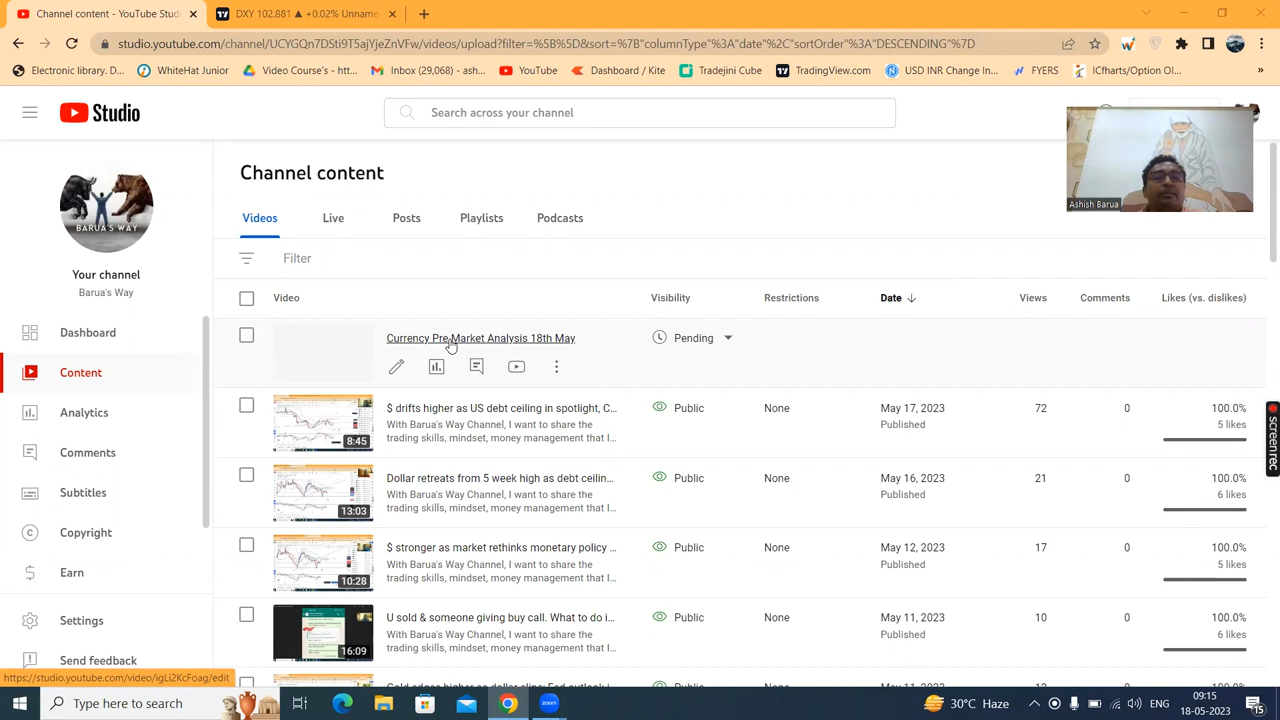 Channel content - YouTube Studio
DXY 102.881 ▲ +0.02% Unname
studio.youtube.com/channel/UCYGQn7DSti9T5ajYjeZnVFw/videos/upload?filter=%5B%5D&sort=%7B"columnType"%3A"date"%2C"sortOrder"%3A"DESCENDING"%7D
Electronic library. D...
WhiteHat Junior
Video Course's - htt...
Inbox (29,068) - ash...
YouTube
Dashboard / Kite
Tradejini Cube
TradingView.com
USD INR Change In...
FYERS
ICfharts/Option OI...
»
Studio
Search across your channel
Ashish Barua
BARUA'S WAY
Your channel
Barua's Way
Dashboard
Content
Analytics
Comments
Subtitles
Copyright
Earn
Settings
Send feedback
Channel content
Videos
Live
Posts
Playlists
Podcasts
Filter
Video
Visibility
Restrictions
Date
Views
Comments
Likes (vs. dislikes)
Currency Pre Market Analysis 18th May
Pending
8:45
$ drifts higher as US debt ceiling in spotlight, C...
With Barua's Way Channel, I want to share the
trading skills, mindset, money management that I...
Public
None
May 17, 2023
Published
72
0
100.0%
5 likes
13:03
Dollar retreats from 5 week high as debt ceilin...
With Barua's Way Channel, I want to share the
trading skills, mindset, money management that I...
Public
None
May 16, 2023
Published
21
0
100.0%
6 likes
10:28
$ stronger as market rethinks monetary policy ...
With Barua's Way Channel, I want to share the
trading skills, mindset, money management that I...
Public
None
May 12, 2023
Published
17
0
100.0%
5 likes
16:09
U sold & someone giving buy call. What to do I...
With Barua's Way Channel, I want to share the
trading skills, mindset, money management that I...
Public
None
May 11, 2023
Published
10
0
100.0%
6 likes
screenrec
https://studio.youtube.com/video/igLi2KcFoag/edit
Type here to search
zoom
30°C Haze
ENG
09:15
18-05-2023
15